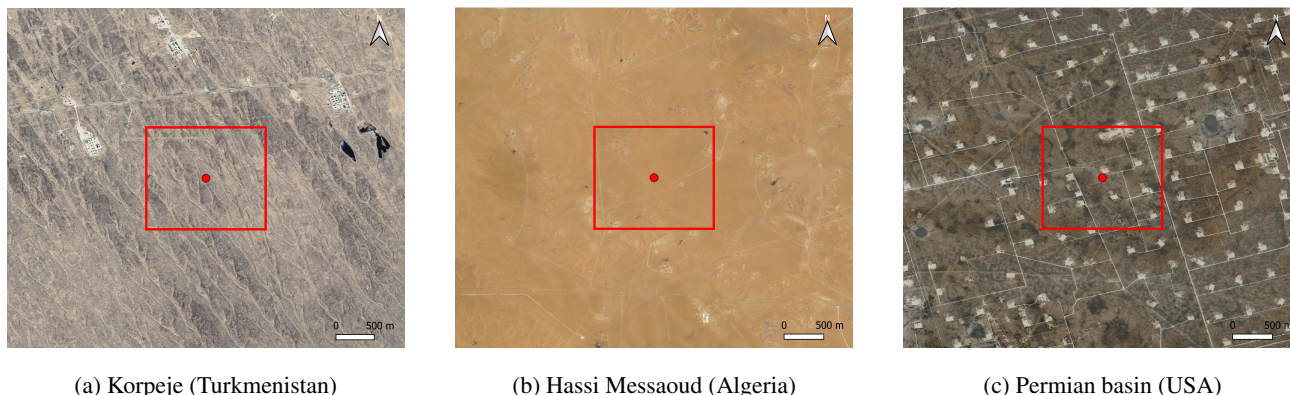 N
N
N
0 500 m
0 500 m
0 500 m
(a) Korpeje (Turkmenistan)
(b) Hassi Messaoud (Algeria)
(c) Permian basin (USA)